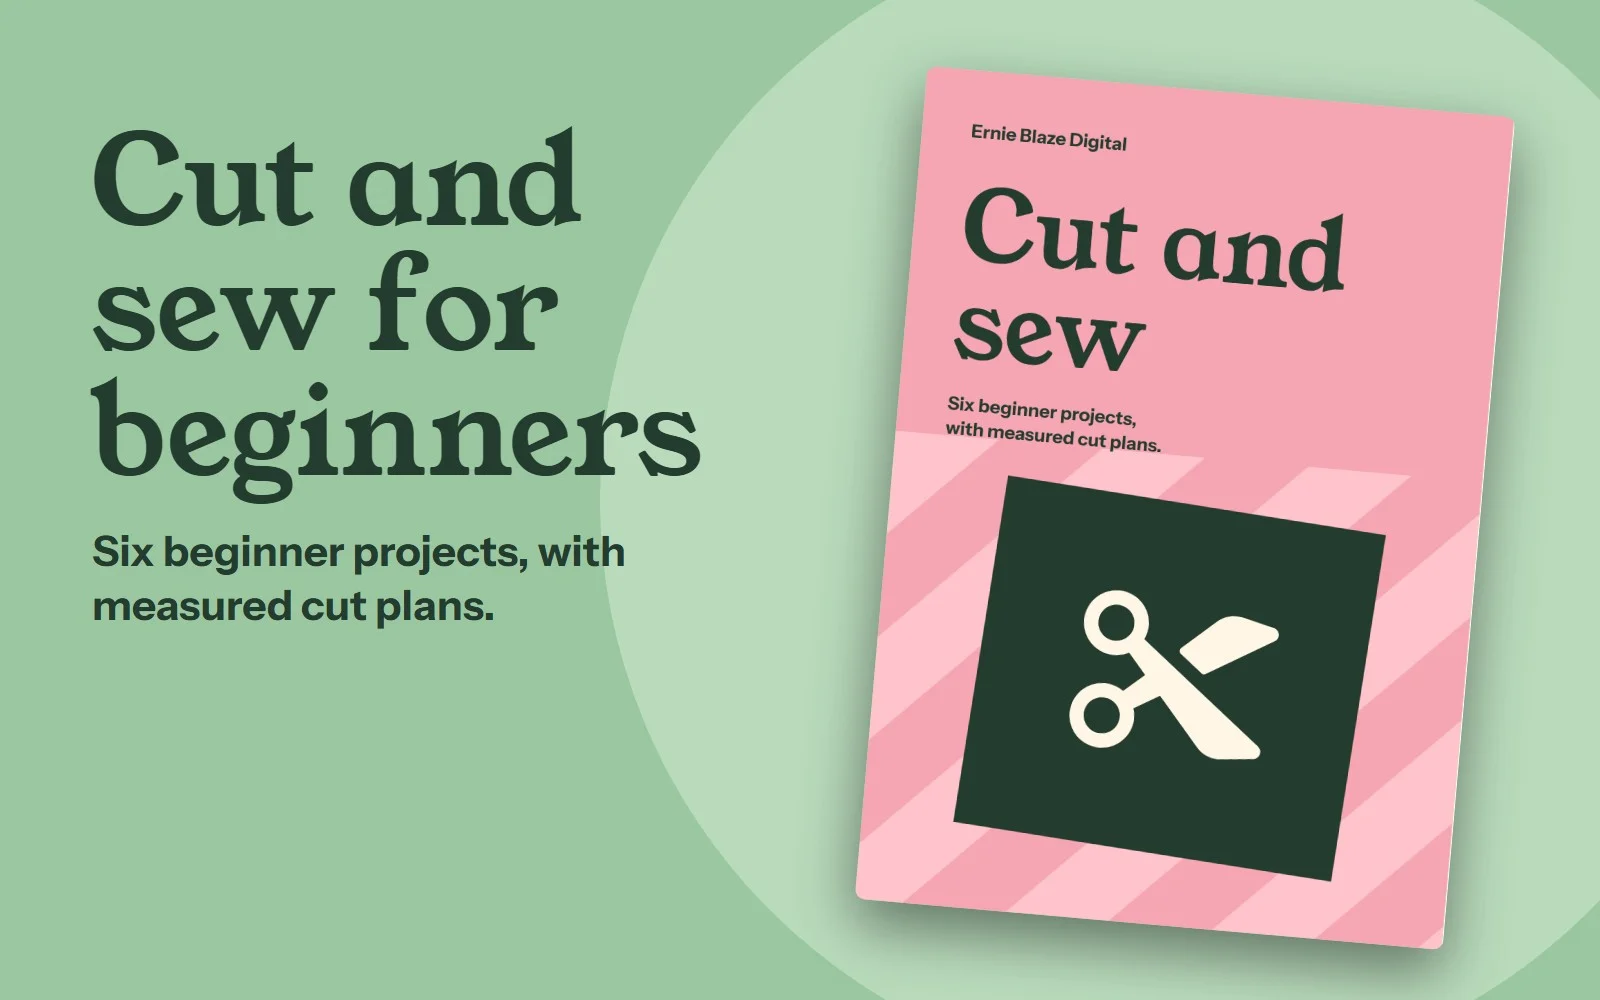 Cut and
sew for
beginners
Six beginner projects, with
measured cut plans.
Ernie Blaze Digital
Cut and
sew
Six beginner projects,
with measured cut plans.